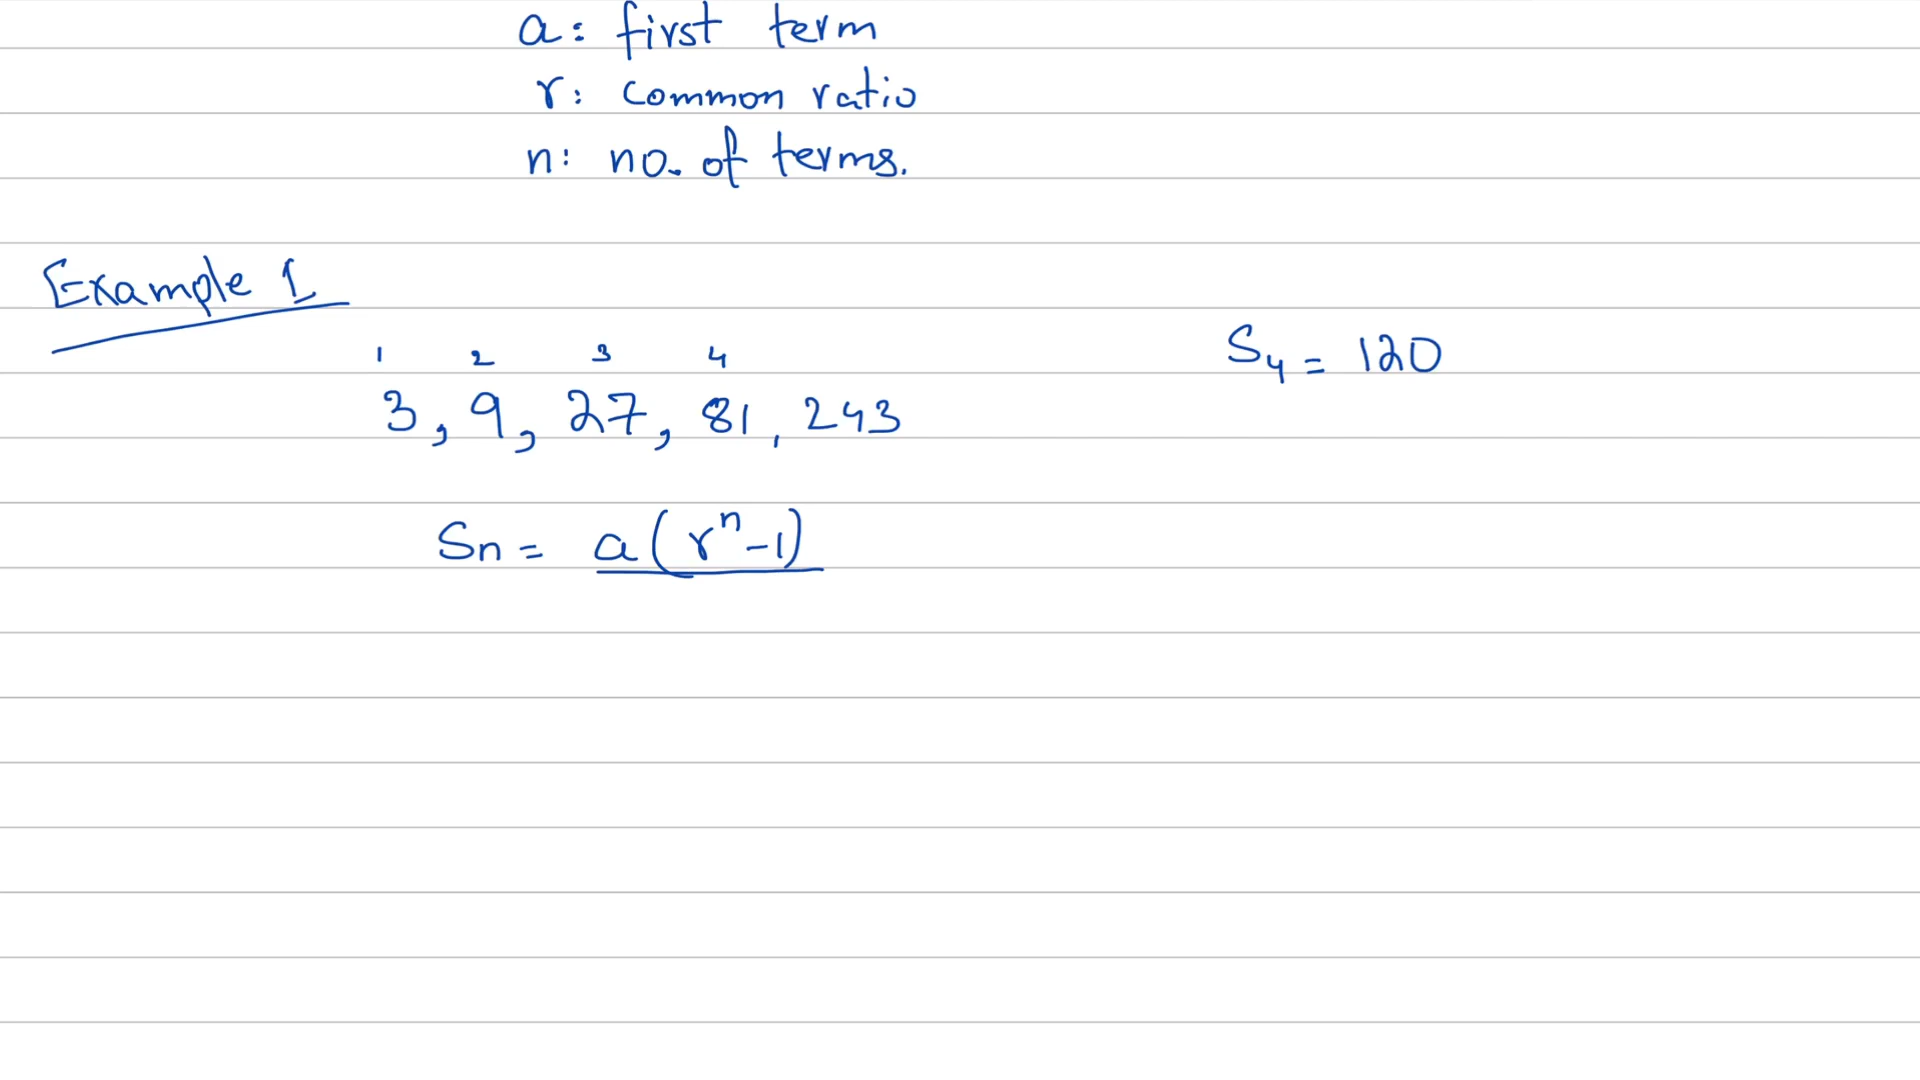 a: first term
r: common ratio
n: no. of terms.
Example 1
1 2 3 4
S₄ = 120
3, 9, 27, 81, 243
Sn = a(rⁿ-1)